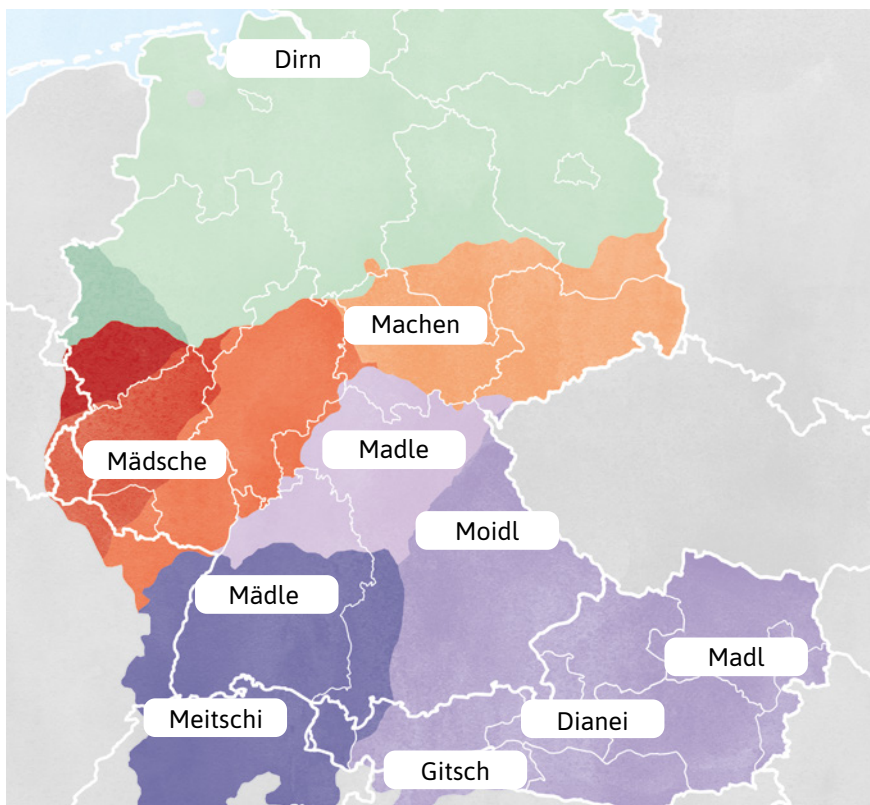 Dirn
Machen
Mädsche
Madle
Moidl
Mädle
Madl
Meitschi
Dianei
Gitsch